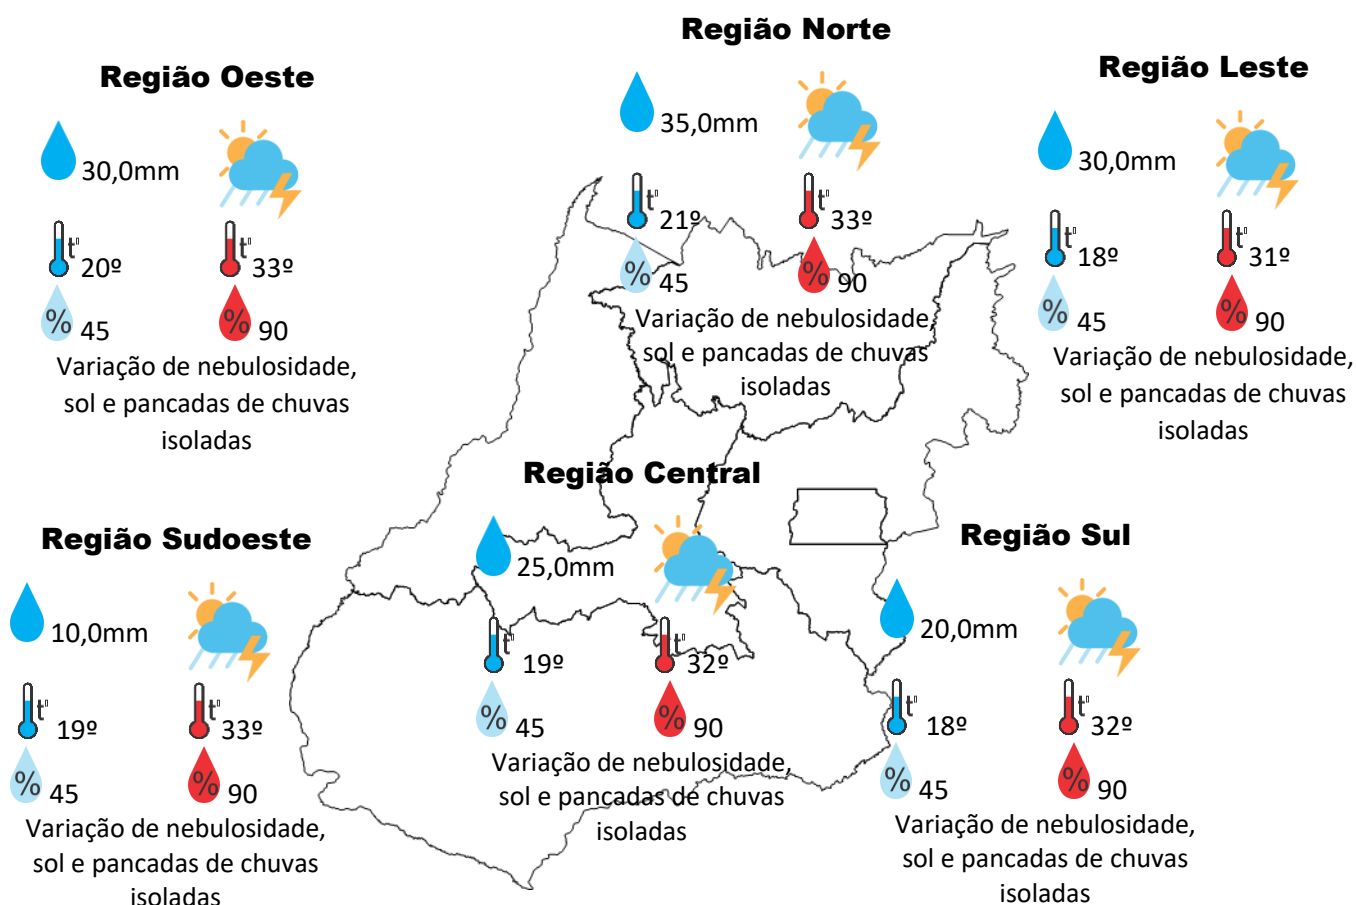 Região Norte
35,0mm
t°
21º
33º
%
45
%
90
Variação de nebulosidade,
sol e pancadas de chuvas
isoladas
Região Oeste
30,0mm
t°
20º
t°
33º
%
45
%
90
Variação de nebulosidade,
sol e pancadas de chuvas
isoladas
Região Leste
30,0mm
t°
18º
t°
31º
%
45
%
90
Variação de nebulosidade,
sol e pancadas de chuvas
isoladas
Região Central
25,0mm
t°
19º
t°
32º
%
45
%
90
Variação de nebulosidade,
sol e pancadas de chuvas
isoladas
Região Sudoeste
10,0mm
t°
19º
t°
33º
%
45
%
90
Variação de nebulosidade,
sol e pancadas de chuvas
isoladas
Região Sul
20,0mm
t°
18º
t°
32º
%
45
%
90
Variação de nebulosidade,
sol e pancadas de chuvas
isoladas